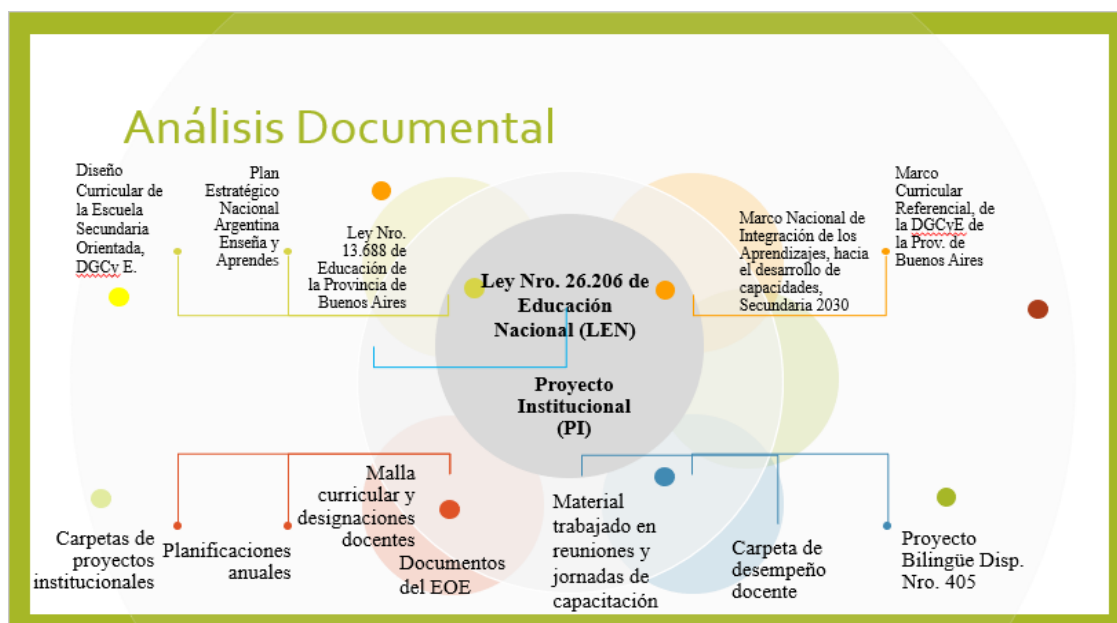 Análisis Documental
Diseño
Curricular de
la Escuela
Secundaria
Orientada,
DGCy E.
Plan
Estratégico
Nacional
Argentina
Enseña y
Aprendes
Ley Nro.
13.688 de
Educación de
la Provincia de
Buenos Aires
Ley Nro. 26.206 de
Educación
Nacional (LEN)
Proyecto
Institucional
(PI)
Marco Nacional de
Integración de los
Aprendizajes, hacia
el desarrollo de
capacidades,
Secundaria 2030
Marco
Curricular
Referencial, de
la DGCyE de
la Prov. de
Buenos Aires
Carpetas de
proyectos
institucionales
Planificaciones
anuales
Malla
curricular y
designaciones
docentes
Documentos
del EOE
Material
trabajado en
reuniones y
jornadas de
capacitación
Carpeta de
desempeño
docente
Proyecto
Bilingüe Disp.
Nro. 405